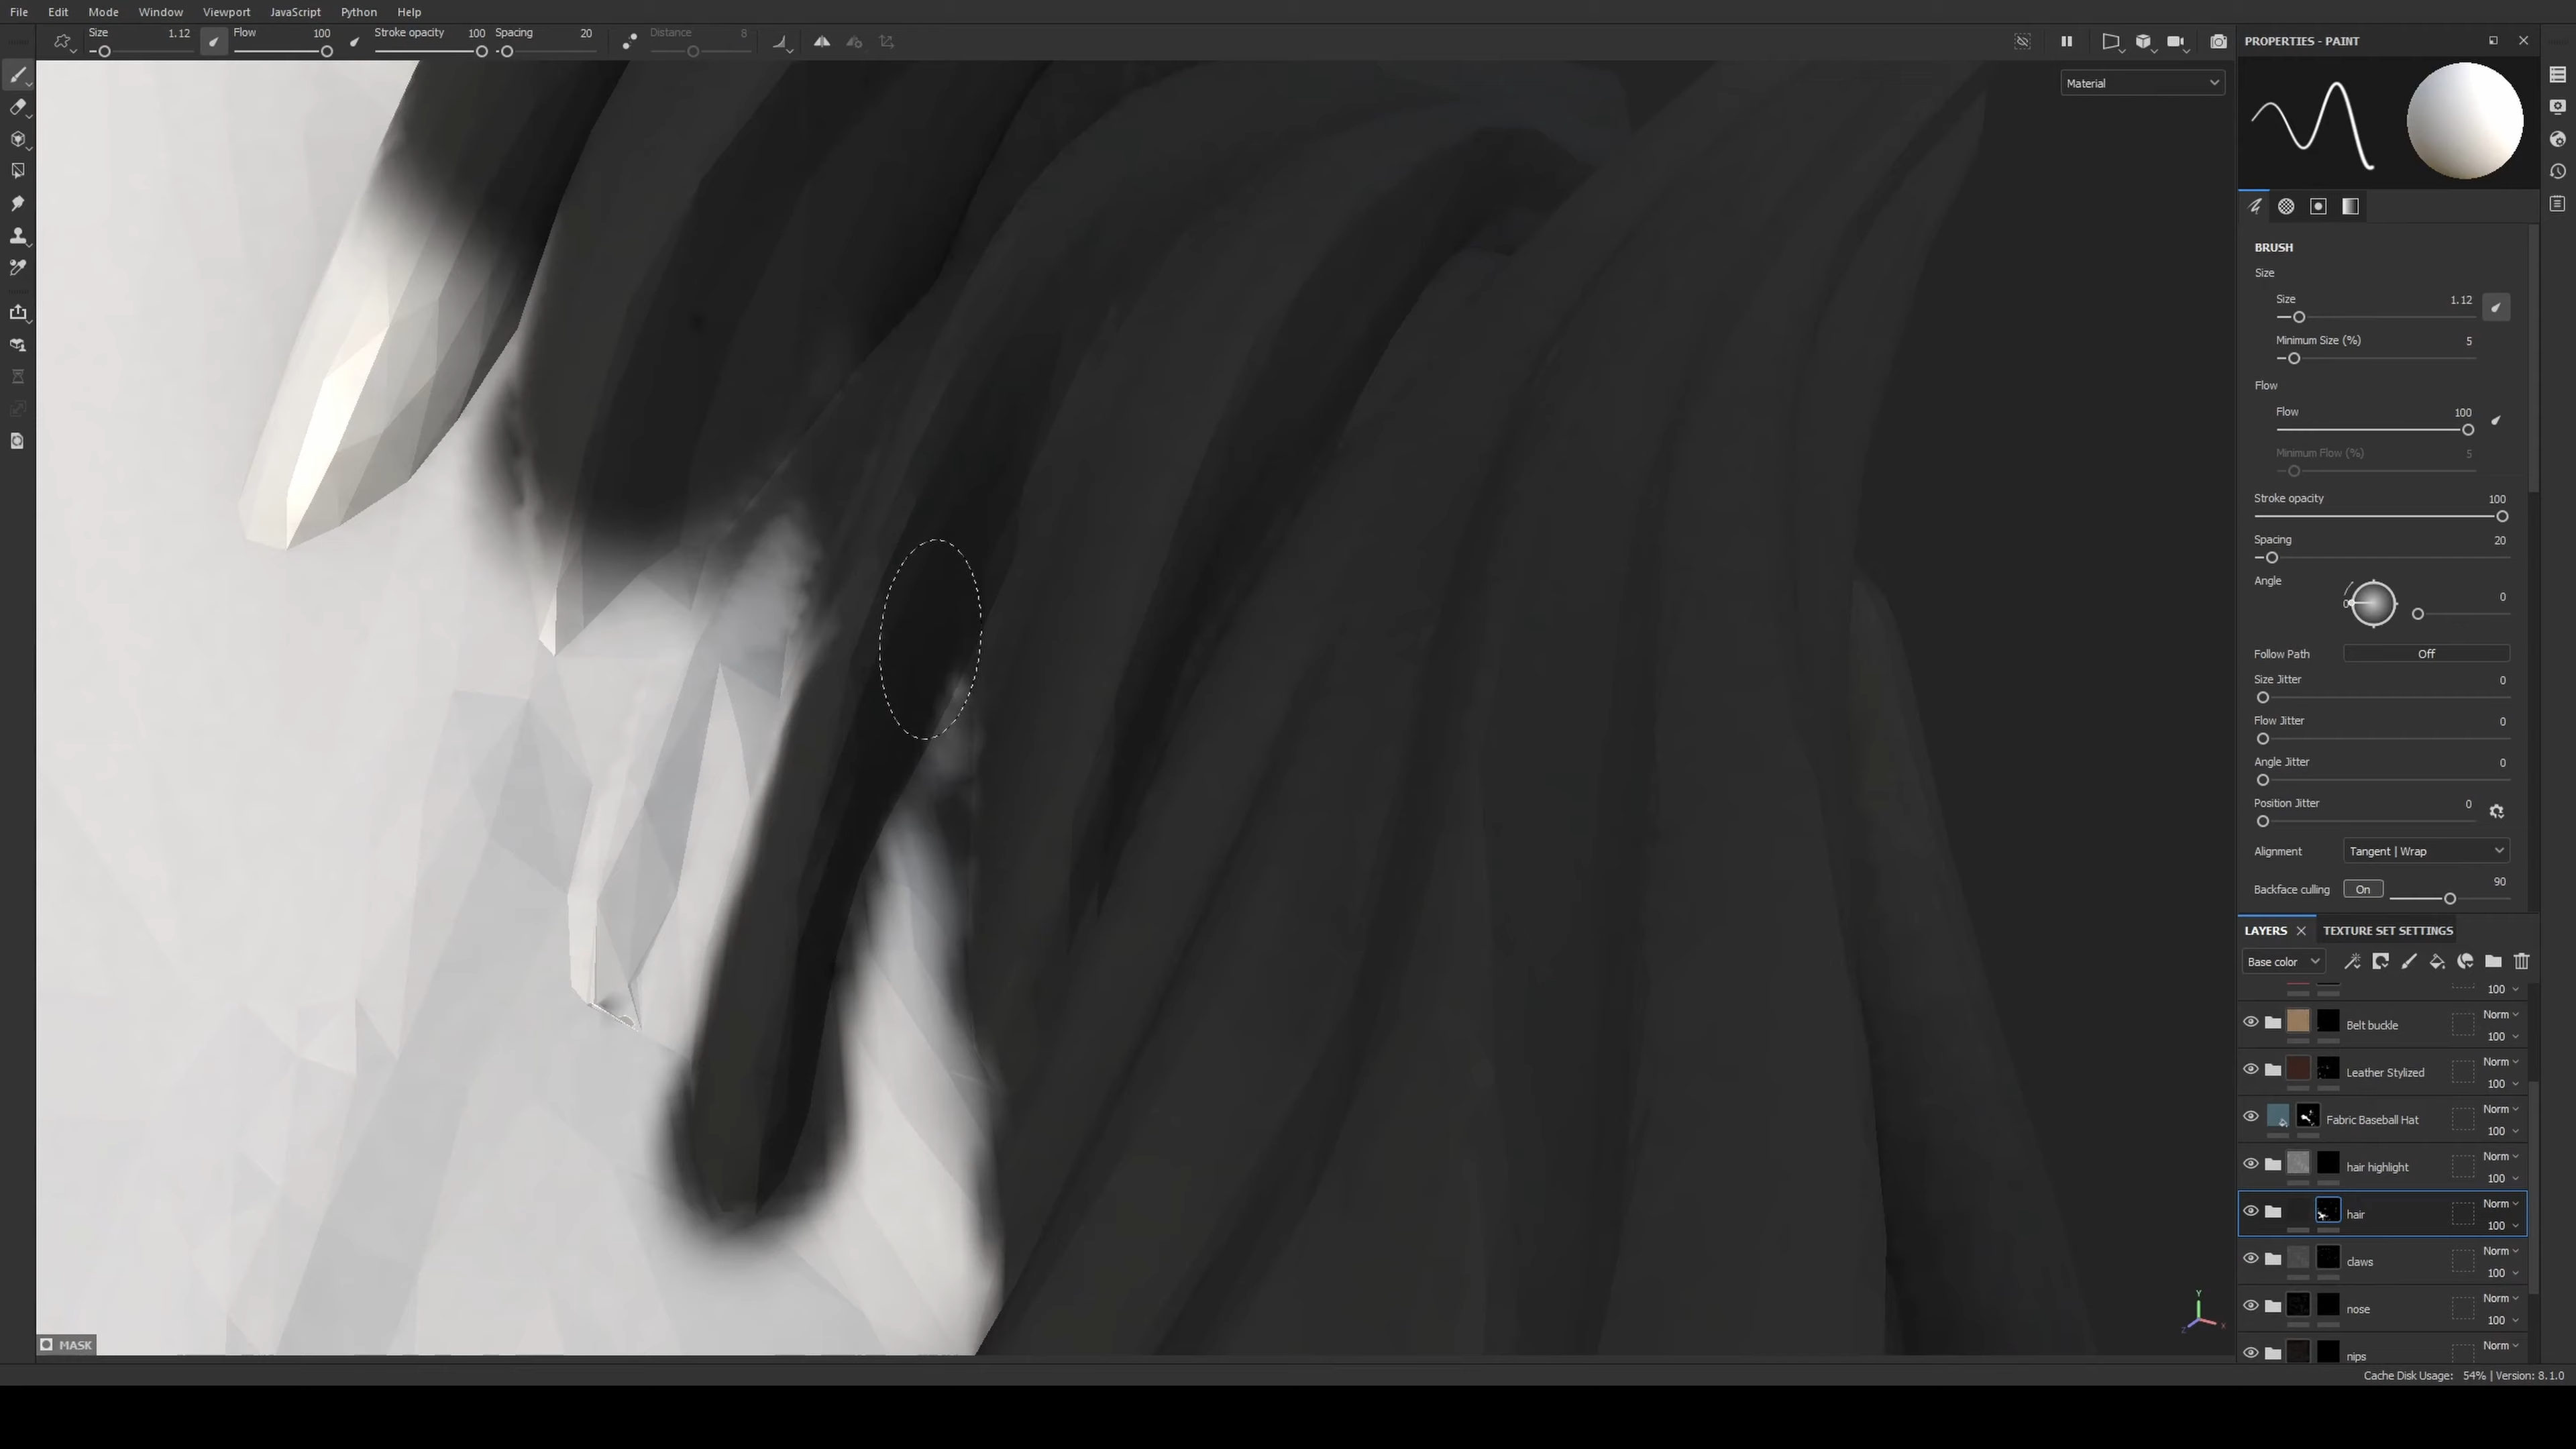 File Edit Mode Window Viewport JavaScript Python Help
Size 1.12 Flow 100 Stroke opacity 100 Spacing 20 Distance 8
Material
PROPERTIES - PAINT
BRUSH
Size
Size 1.12
Minimum Size (%) 5
Flow
Flow 100
Minimum Flow (%) 5
Stroke opacity 100
Spacing 20
Angle
0 0
Follow Path Off
Size Jitter 0
Flow Jitter 0
Angle Jitter 0
Position Jitter 0
Alignment Tangent | Wrap
Backface culling On 90
LAYERS TEXTURE SET SETTINGS
Base color
100
Norm
Belt buckle
100
Norm
Leather Stylized
100
Norm
Fabric Baseball Hat
100
Norm
hair highlight
100
Norm
hair
100
Norm
claws
100
Norm
nose
100
Norm
nips
Y
MASK
Cache Disk Usage: 54% | Version: 8.1.0